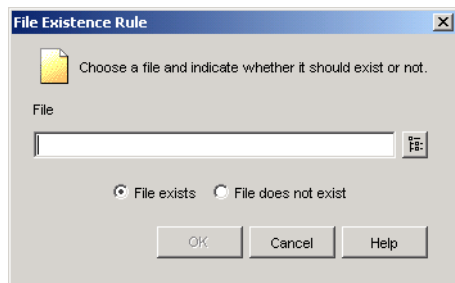 File Existence Rule
Choose a file and indicate whether it should exist or not.
File
File exists File does not exist
OK Cancel Help